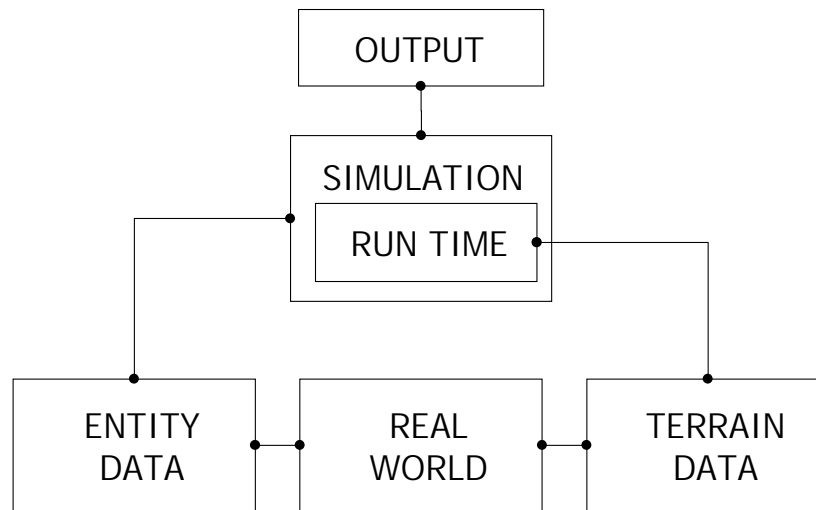 OUTPUT
SIMULATION
RUN TIME
ENTITY
DATA
REAL
WORLD
TERRAIN
DATA